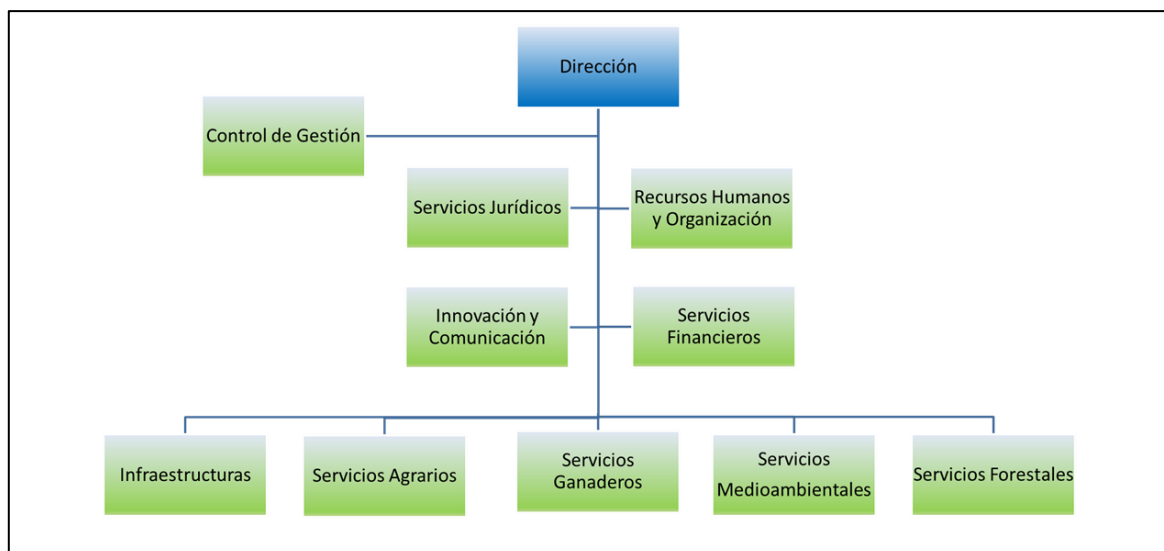 Dirección
Control de Gestión
Servicios Jurídicos
Recursos Humanos
y Organización
Innovación y
Comunicación
Servicios
Financieros
Infraestructuras
Servicios Agrarios
Servicios
Ganaderos
Servicios
Medioambientales
Servicios Forestales